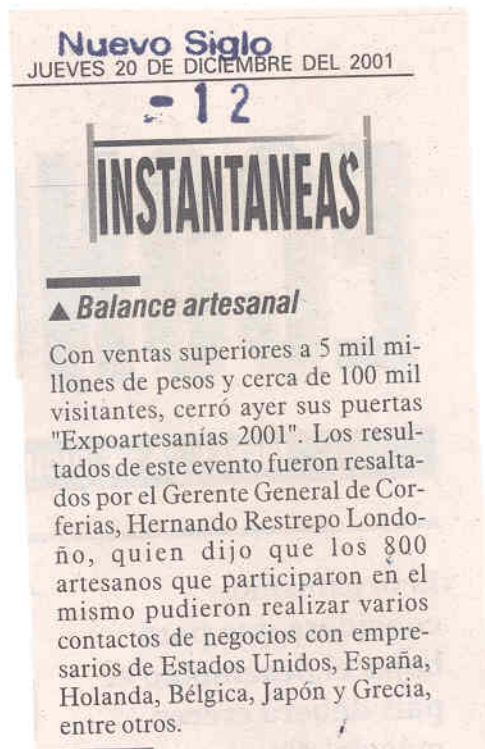 Nuevo Siglo
JUEVES 20 DE DICIEMBRE DEL 2001
- 12
INSTANTANEAS
▲ Balance artesanal
Con ventas superiores a 5 mil mi-
llones de pesos y cerca de 100 mil
visitantes, cerró ayer sus puertas
"Expoartesanías 2001". Los resul-
tados de este evento fueron resalta-
dos por el Gerente General de Cor-
ferias, Hernando Restrepo Londo-
ño, quien dijo que los 800
artesanos que participaron en el
mismo pudieron realizar varios
contactos de negocios con empre-
sarios de Estados Unidos, España,
Holanda, Bélgica, Japón y Grecia,
entre otros.